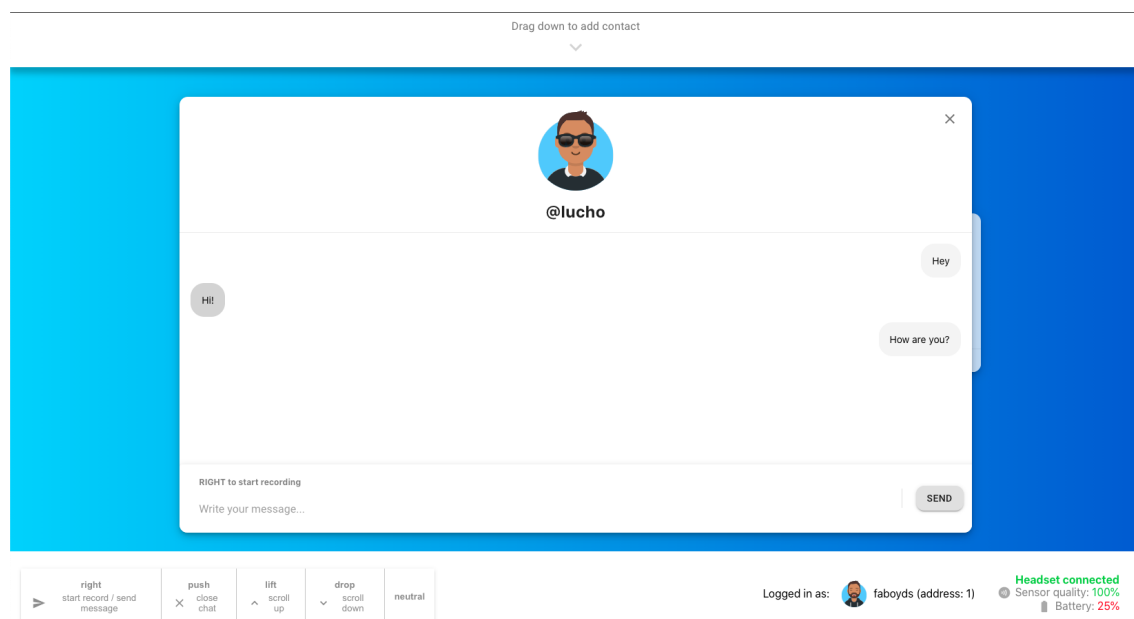 Drag down to add contact
@lucho
Hey
Hi!
How are you?
RIGHT to start recording
Write your message...
SEND
right
start record / send
message
push
close
chat
lift
scroll
up
drop
scroll
down
neutral
Logged in as:
faboyds (address: 1)
Headset connected
Sensor quality: 100%
Battery: 25%